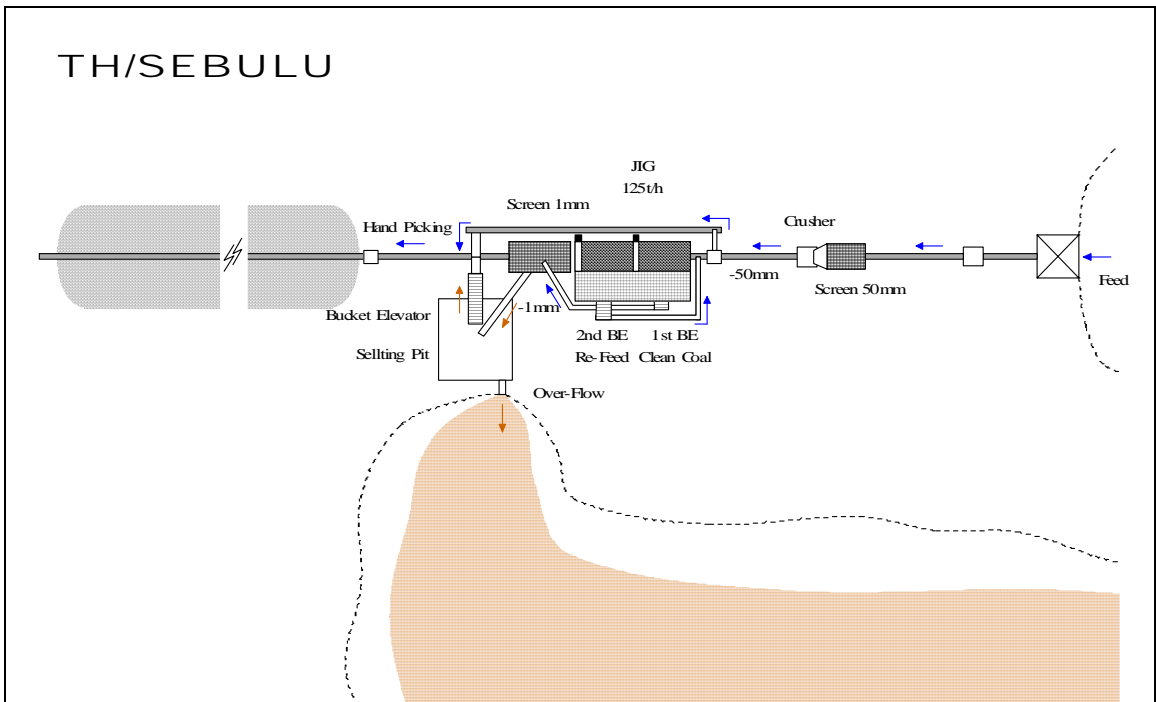 TH/SEBULU
JIG
125t/h
Screen 1mm
Crusher
Hand Picking
-50mm
Screen 50mm
Feed
Bucket Elevator
-1mm
2nd BE
Re-Feed
1st BE
Clean Coal
Sellting Pit
Over-Flow